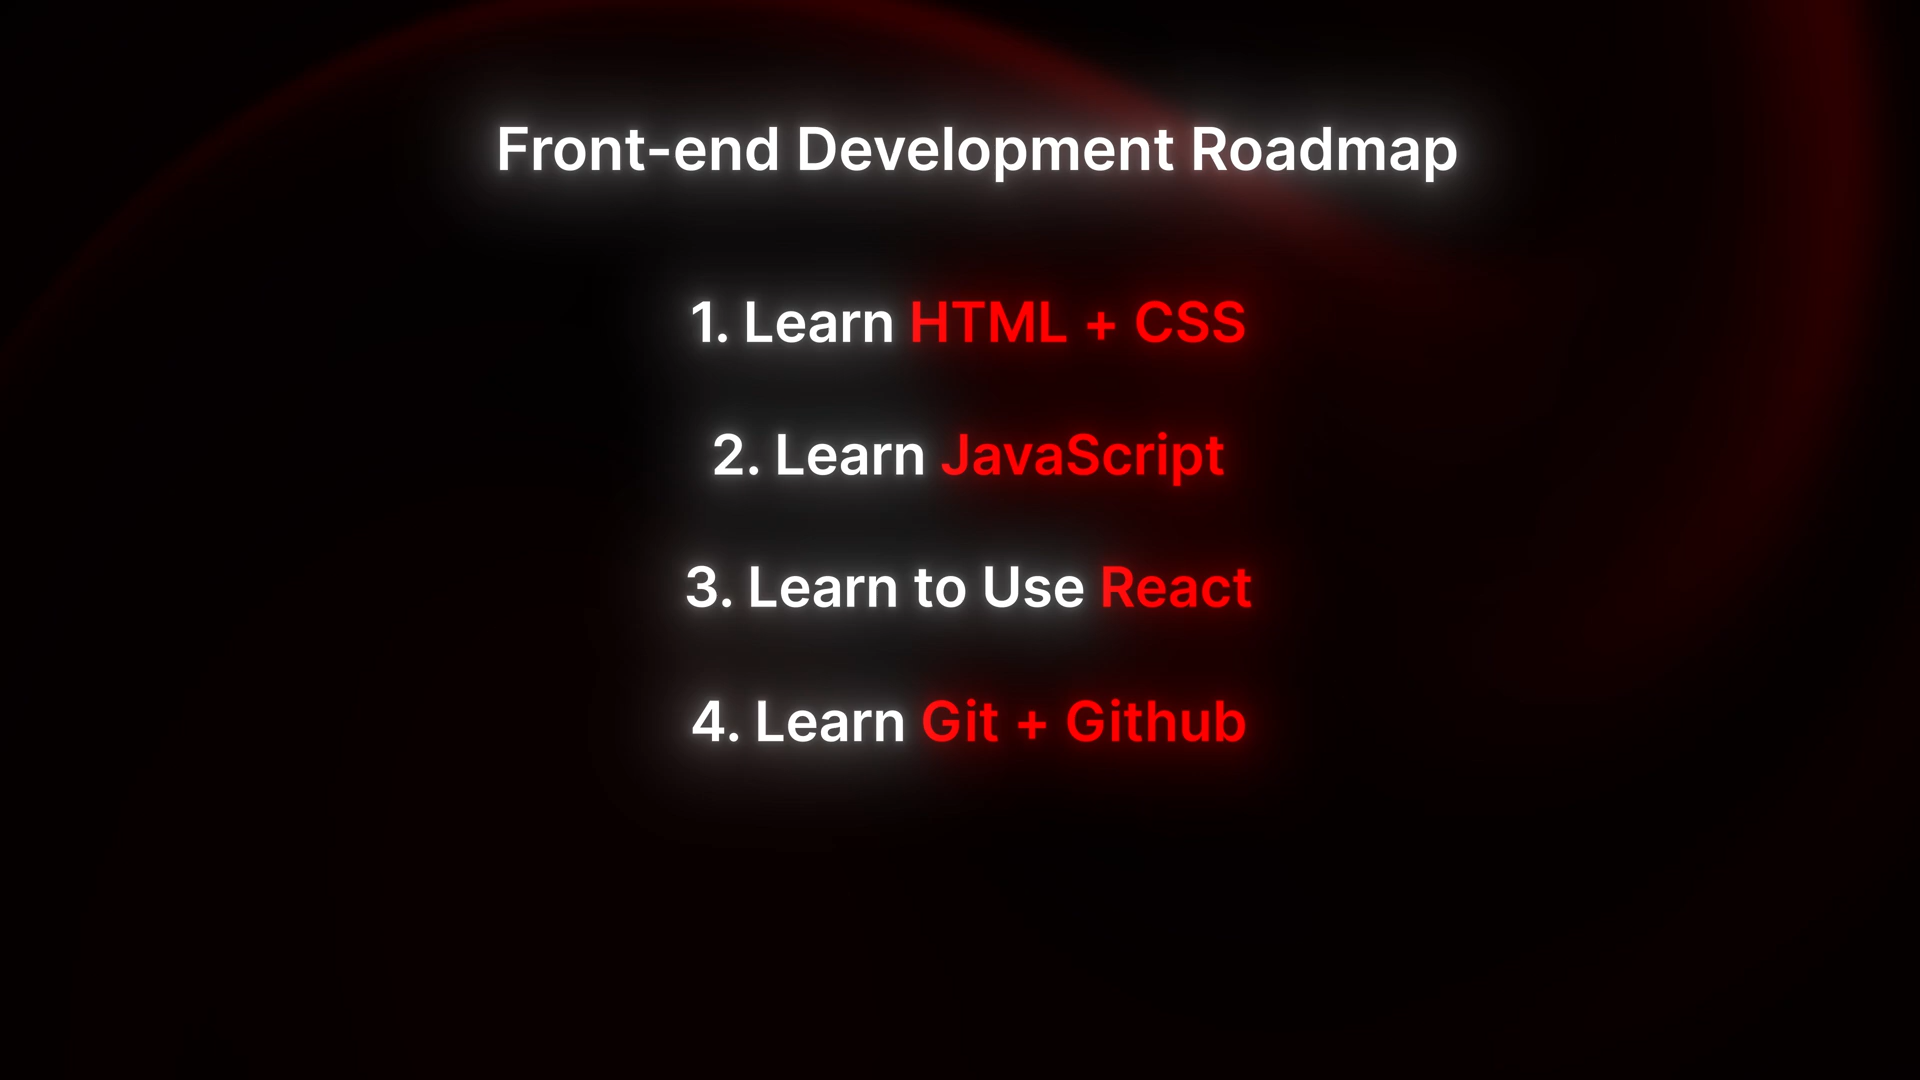 Front-end Development Roadmap
1. Learn HTML + CSS
2. Learn JavaScript
3. Learn to Use React
4. Learn Git + Github